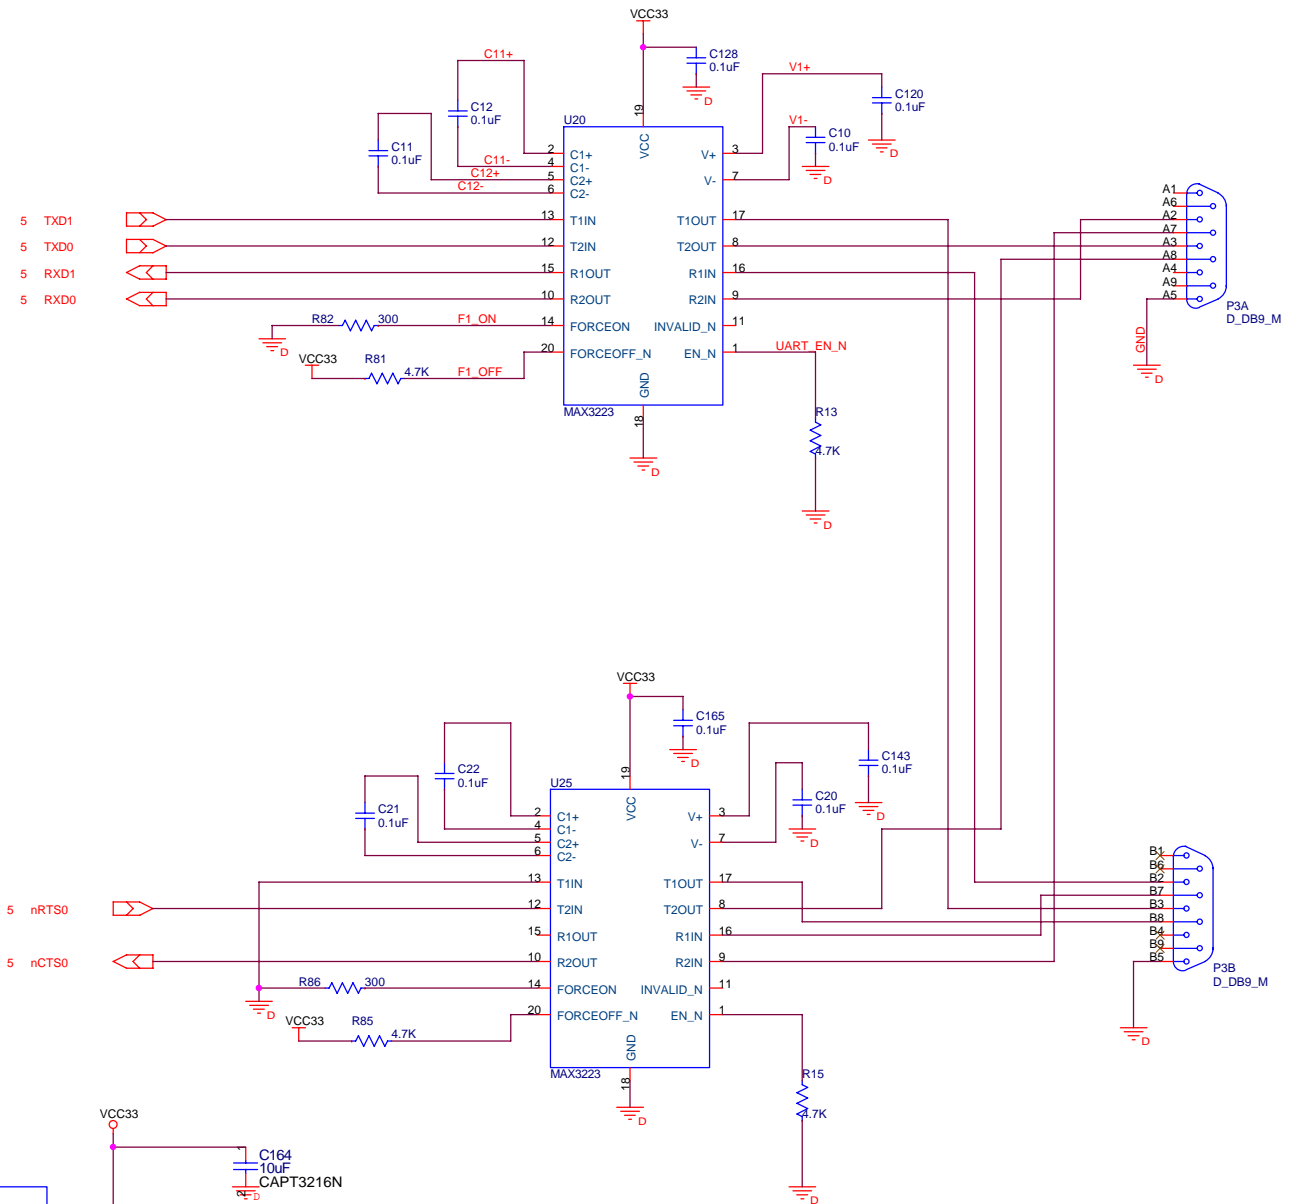 VCC33
C11+
C128
0.1uF
D
V1+
C120
0.1uF
D
C12
0.1uF
C11
0.1uF
V1-
C10
0.1uF
D
U20
19
VCC
C11-
C12+
C12-
2 C1+
4 C1-
5 C2+
6 C2-
V+ 3
V- 7
5 TXD1
13 T1IN
T1OUT 17
5 TXD0
12 T2IN
T2OUT 8
5 RXD1
15 R1OUT
R1IN 16
5 RXD0
10 R2OUT
R2IN 9
R82 300
F1_ON
14 FORCEON
INVALID_N 11
D
VCC33
R81
4.7K
F1_OFF
20 FORCEOFF_N
EN_N 1
UART_EN_N
GND
18
MAX3223
D
R13
4.7K
D
A1
A6
A2
A7
A3
A8
A4
A9
A5
P3A
D_DB9_M
GND
D
VCC33
C165
0.1uF
D
C143
0.1uF
D
C22
0.1uF
C21
0.1uF
C20
0.1uF
D
U25
19
VCC
2 C1+
4 C1-
5 C2+
6 C2-
V+ 3
V- 7
13 T1IN
T1OUT 17
5 nRTS0
12 T2IN
T2OUT 8
15 R1OUT
R1IN 16
5 nCTS0
10 R2OUT
R2IN 9
R86 300
14 FORCEON
INVALID_N 11
D
VCC33
R85
4.7K
20 FORCEOFF_N
EN_N 1
GND
18
MAX3223
D
R15
4.7K
D
B1
B6
B2
B7
B3
B8
B4
B9
B5
P3B
D_DB9_M
D
VCC33
1
C164
10uF
CAPT3216N
2
D